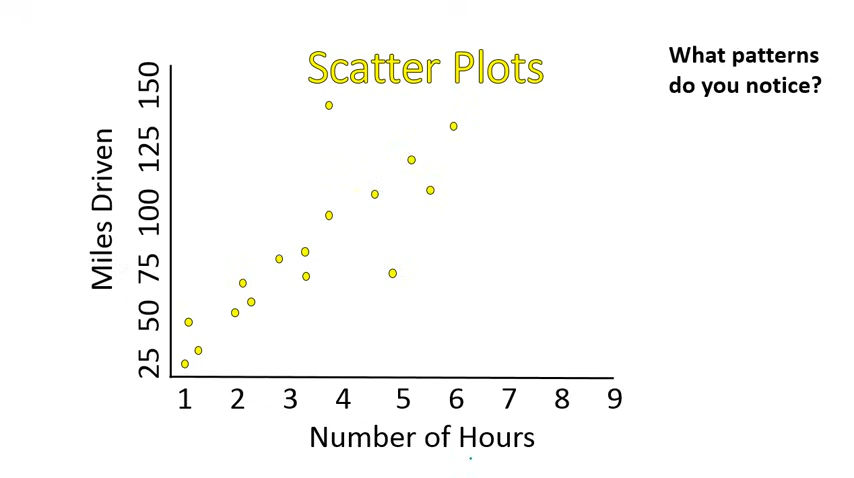 Scatter Plots
What patterns
do you notice?
Miles Driven
150
125
100
75
50
25
1 2 3 4 5 6 7 8 9
Number of Hours